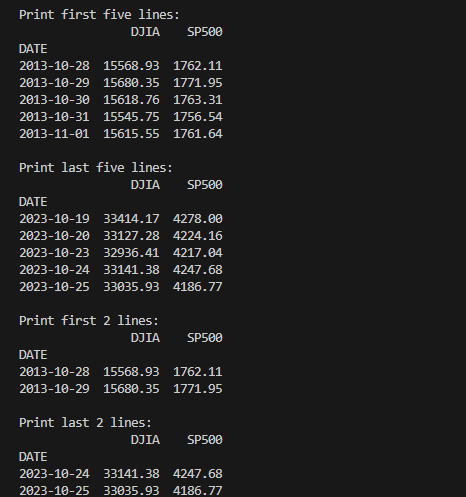 Print first five lines:
DJIA SP500
DATE
2013-10-28 15568.93 1762.11
2013-10-29 15680.35 1771.95
2013-10-30 15618.76 1763.31
2013-10-31 15545.75 1756.54
2013-11-01 15615.55 1761.64
Print last five lines:
DJIA SP500
DATE
2023-10-19 33414.17 4278.00
2023-10-20 33127.28 4224.16
2023-10-23 32936.41 4217.04
2023-10-24 33141.38 4247.68
2023-10-25 33035.93 4186.77
Print first 2 lines:
DJIA SP500
DATE
2013-10-28 15568.93 1762.11
2013-10-29 15680.35 1771.95
Print last 2 lines:
DJIA SP500
DATE
2023-10-24 33141.38 4247.68
2023-10-25 33035.93 4186.77